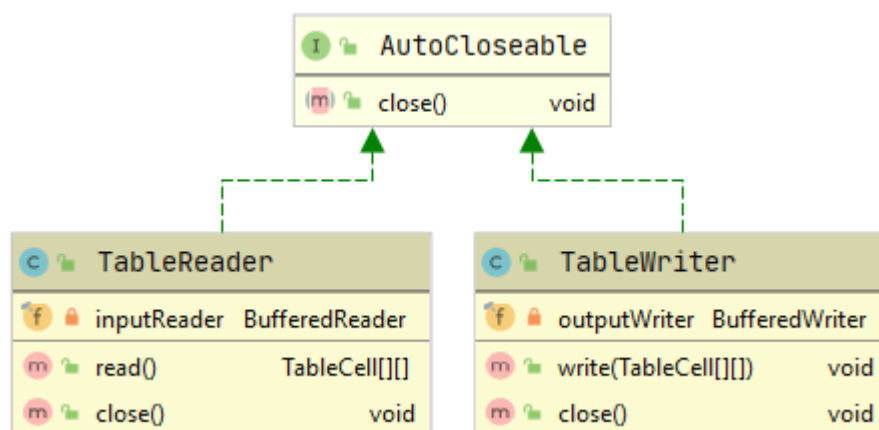 I AutoCloseable
m close() void
C TableReader
f inputReader BufferedReader
m read() TableCell[][]
m close() void
C TableWriter
f outputWriter BufferedWriter
m write(TableCell[][]) void
m close() void